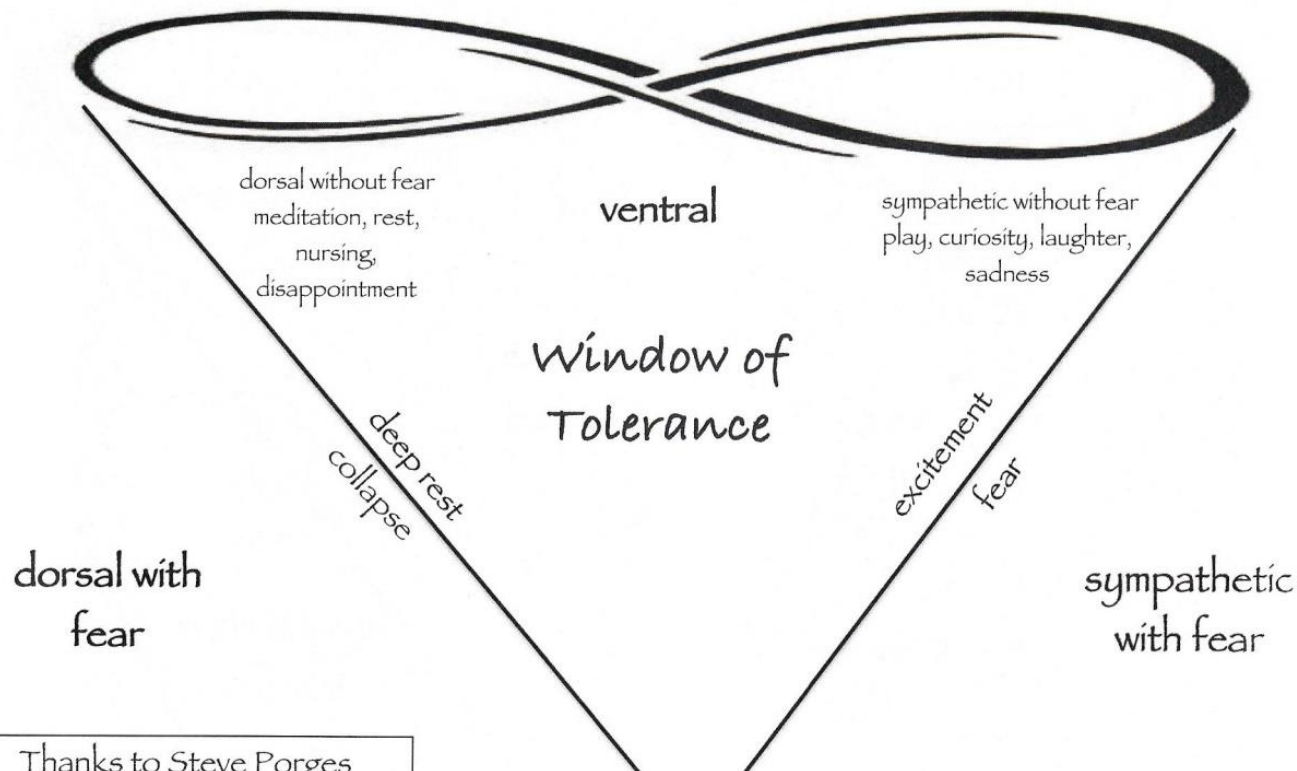 dorsal without fear
meditation, rest,
nursing,
disappointment
ventral
sympathetic without fear
play, curiosity, laughter,
sadness
Window of
Tolerance
deep rest
collapse
excitement
fear
dorsal with
fear
sympathetic
with fear
Thanks to Steve Porges